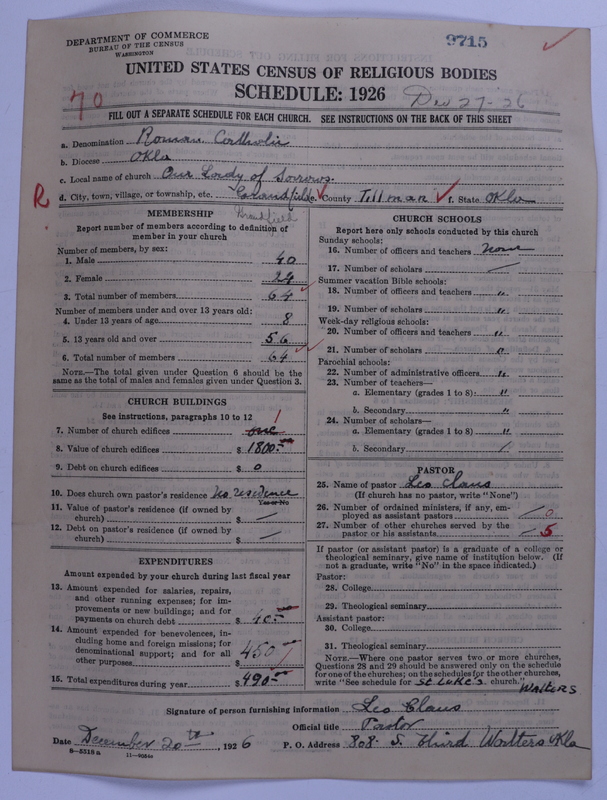 DEPARTMENT OF COMMERCE
BUREAU OF THE CENSUS
WASHINGTON
9715
UNITED STATES CENSUS OF RELIGIOUS BODIES
SCHEDULE: 1926
Dec 27-26
70
FILL OUT A SEPARATE SCHEDULE FOR EACH CHURCH. SEE INSTRUCTIONS ON THE BACK OF THIS SHEET
a. Denomination Roman Catholic
b. Diocese Okla
c. Local name of church Our Lady of Sorrows.
R
d. City, town, village, or township, etc. Grandfield e. County Tillman f. State Okla
Grandfield
MEMBERSHIP
Report number of members according to definition of
member in your church
Number of members, by sex:
1. Male 40
2. Female 24
3. Total number of members 64
Number of members under and over 13 years old:
4. Under 13 years of age 8
5. 13 years old and over 56
6. Total number of members 64
NOTE.—The total given under Question 6 should be
same as the total of males and females given under Question 3.
CHURCH BUILDINGS
See instructions, paragraphs 10 to 12
7. Number of church edifices one 1
8. Value of church edifices $ 1800.00
9. Debt on church edifices $ 0
10. Does church own pastor's residence No residence
Yes or No
11. Value of pastor's residence (if owned by
church) $ —
12. Debt on pastor's residence (if owned by
church) $ —
EXPENDITURES
Amount expended by your church during last fiscal year
13. Amount expended for salaries, repairs,
and other running expenses; for im-
provements or new buildings; and for
payments on church debt $ 40.00
14. Amount expended for benevolences, in-
cluding home and foreign missions; for
denominational support; and for all
other purposes $ 450.00
15. Total expenditures during year $ 490.00
CHURCH SCHOOLS
Report here only schools conducted by this church
Sunday schools:
16. Number of officers and teachers None
17. Number of scholars —
Summer vacation Bible schools:
18. Number of officers and teachers "
19. Number of scholars "
Week-day religious schools:
20. Number of officers and teachers "
21. Number of scholars "
Parochial schools:
22. Number of administrative officers "
23. Number of teachers—
a. Elementary (grades 1 to 8): "
b. Secondary "
24. Number of scholars—
a. Elementary (grades 1 to 8) "
b. Secondary /
PASTOR
25. Name of pastor Leo Claus
(If church has no pastor, write "None")
26. Number of ordained ministers, if any, em-
ployed as assistant pastors — 0
27. Number of other churches served by the
pastor or his assistants — 5
If pastor (or assistant pastor) is a graduate of a college or
theological seminary, give name of institution below. (If
not a graduate, write "No" in the space indicated.)
Pastor:
28. College
29. Theological seminary
Assistant pastor:
30. College
31. Theological seminary
NOTE.—Where one pastor serves two or more churches,
Questions 28 and 29 should be answered only on the schedule
for one of the churches; on the schedules for the other churches,
write "See schedule for St Luke's church." Walters
Signature of person furnishing information Leo Claus
Official title Pastor
Date December 20th, 1926 P. O. Address 808- S. Third Walters Okla
8-5318a 11-9084a